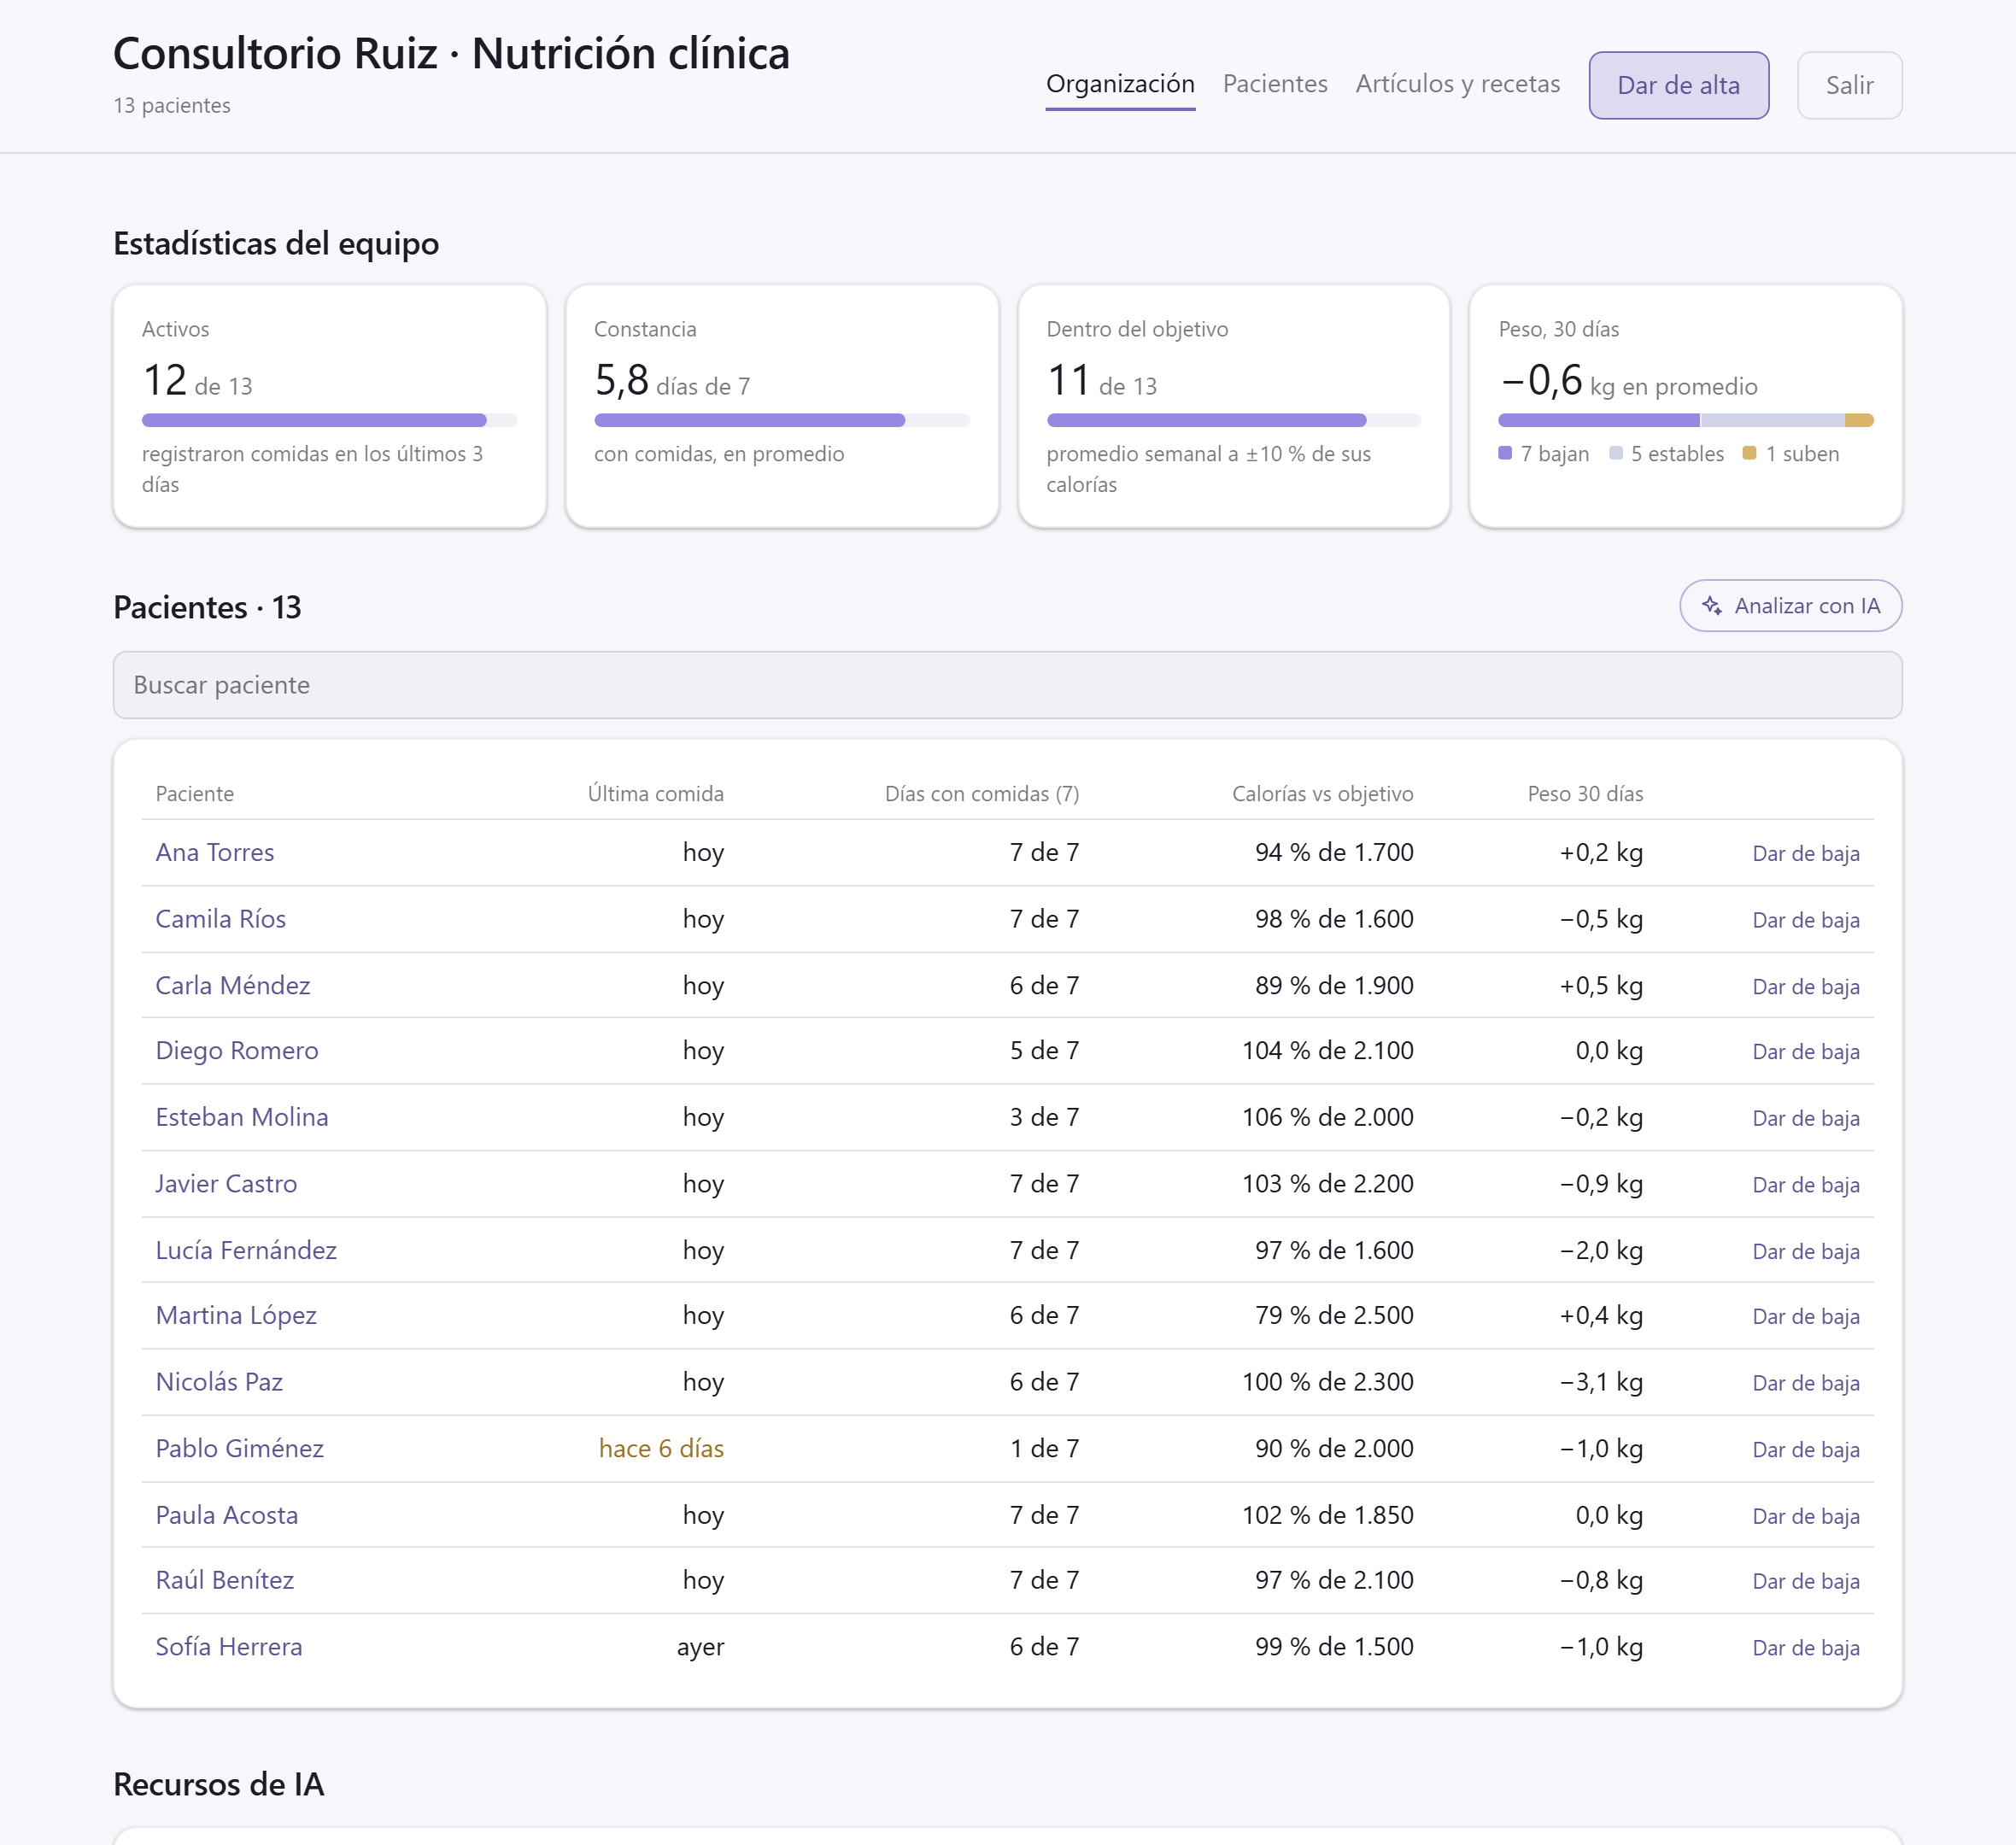 Consultorio Ruiz · Nutrición clínica
13 pacientes
Organización Pacientes Artículos y recetas Dar de alta Salir
Estadísticas del equipo
Activos
12 de 13
registraron comidas en los últimos 3
días
Constancia
5,8 días de 7
con comidas, en promedio
Dentro del objetivo
11 de 13
promedio semanal a ±10 % de sus
calorías
Peso, 30 días
−0,6 kg en promedio
7 bajan 5 estables 1 suben
Pacientes · 13
Analizar con IA
Buscar paciente
Paciente Última comida Días con comidas (7) Calorías vs objetivo Peso 30 días
Ana Torres hoy 7 de 7 94 % de 1.700 +0,2 kg Dar de baja
Camila Ríos hoy 7 de 7 98 % de 1.600 −0,5 kg Dar de baja
Carla Méndez hoy 6 de 7 89 % de 1.900 +0,5 kg Dar de baja
Diego Romero hoy 5 de 7 104 % de 2.100 0,0 kg Dar de baja
Esteban Molina hoy 3 de 7 106 % de 2.000 −0,2 kg Dar de baja
Javier Castro hoy 7 de 7 103 % de 2.200 −0,9 kg Dar de baja
Lucía Fernández hoy 7 de 7 97 % de 1.600 −2,0 kg Dar de baja
Martina López hoy 6 de 7 79 % de 2.500 +0,4 kg Dar de baja
Nicolás Paz hoy 6 de 7 100 % de 2.300 −3,1 kg Dar de baja
Pablo Giménez hace 6 días 1 de 7 90 % de 2.000 −1,0 kg Dar de baja
Paula Acosta hoy 7 de 7 102 % de 1.850 0,0 kg Dar de baja
Raúl Benítez hoy 7 de 7 97 % de 2.100 −0,8 kg Dar de baja
Sofía Herrera ayer 6 de 7 99 % de 1.500 −1,0 kg Dar de baja
Recursos de IA